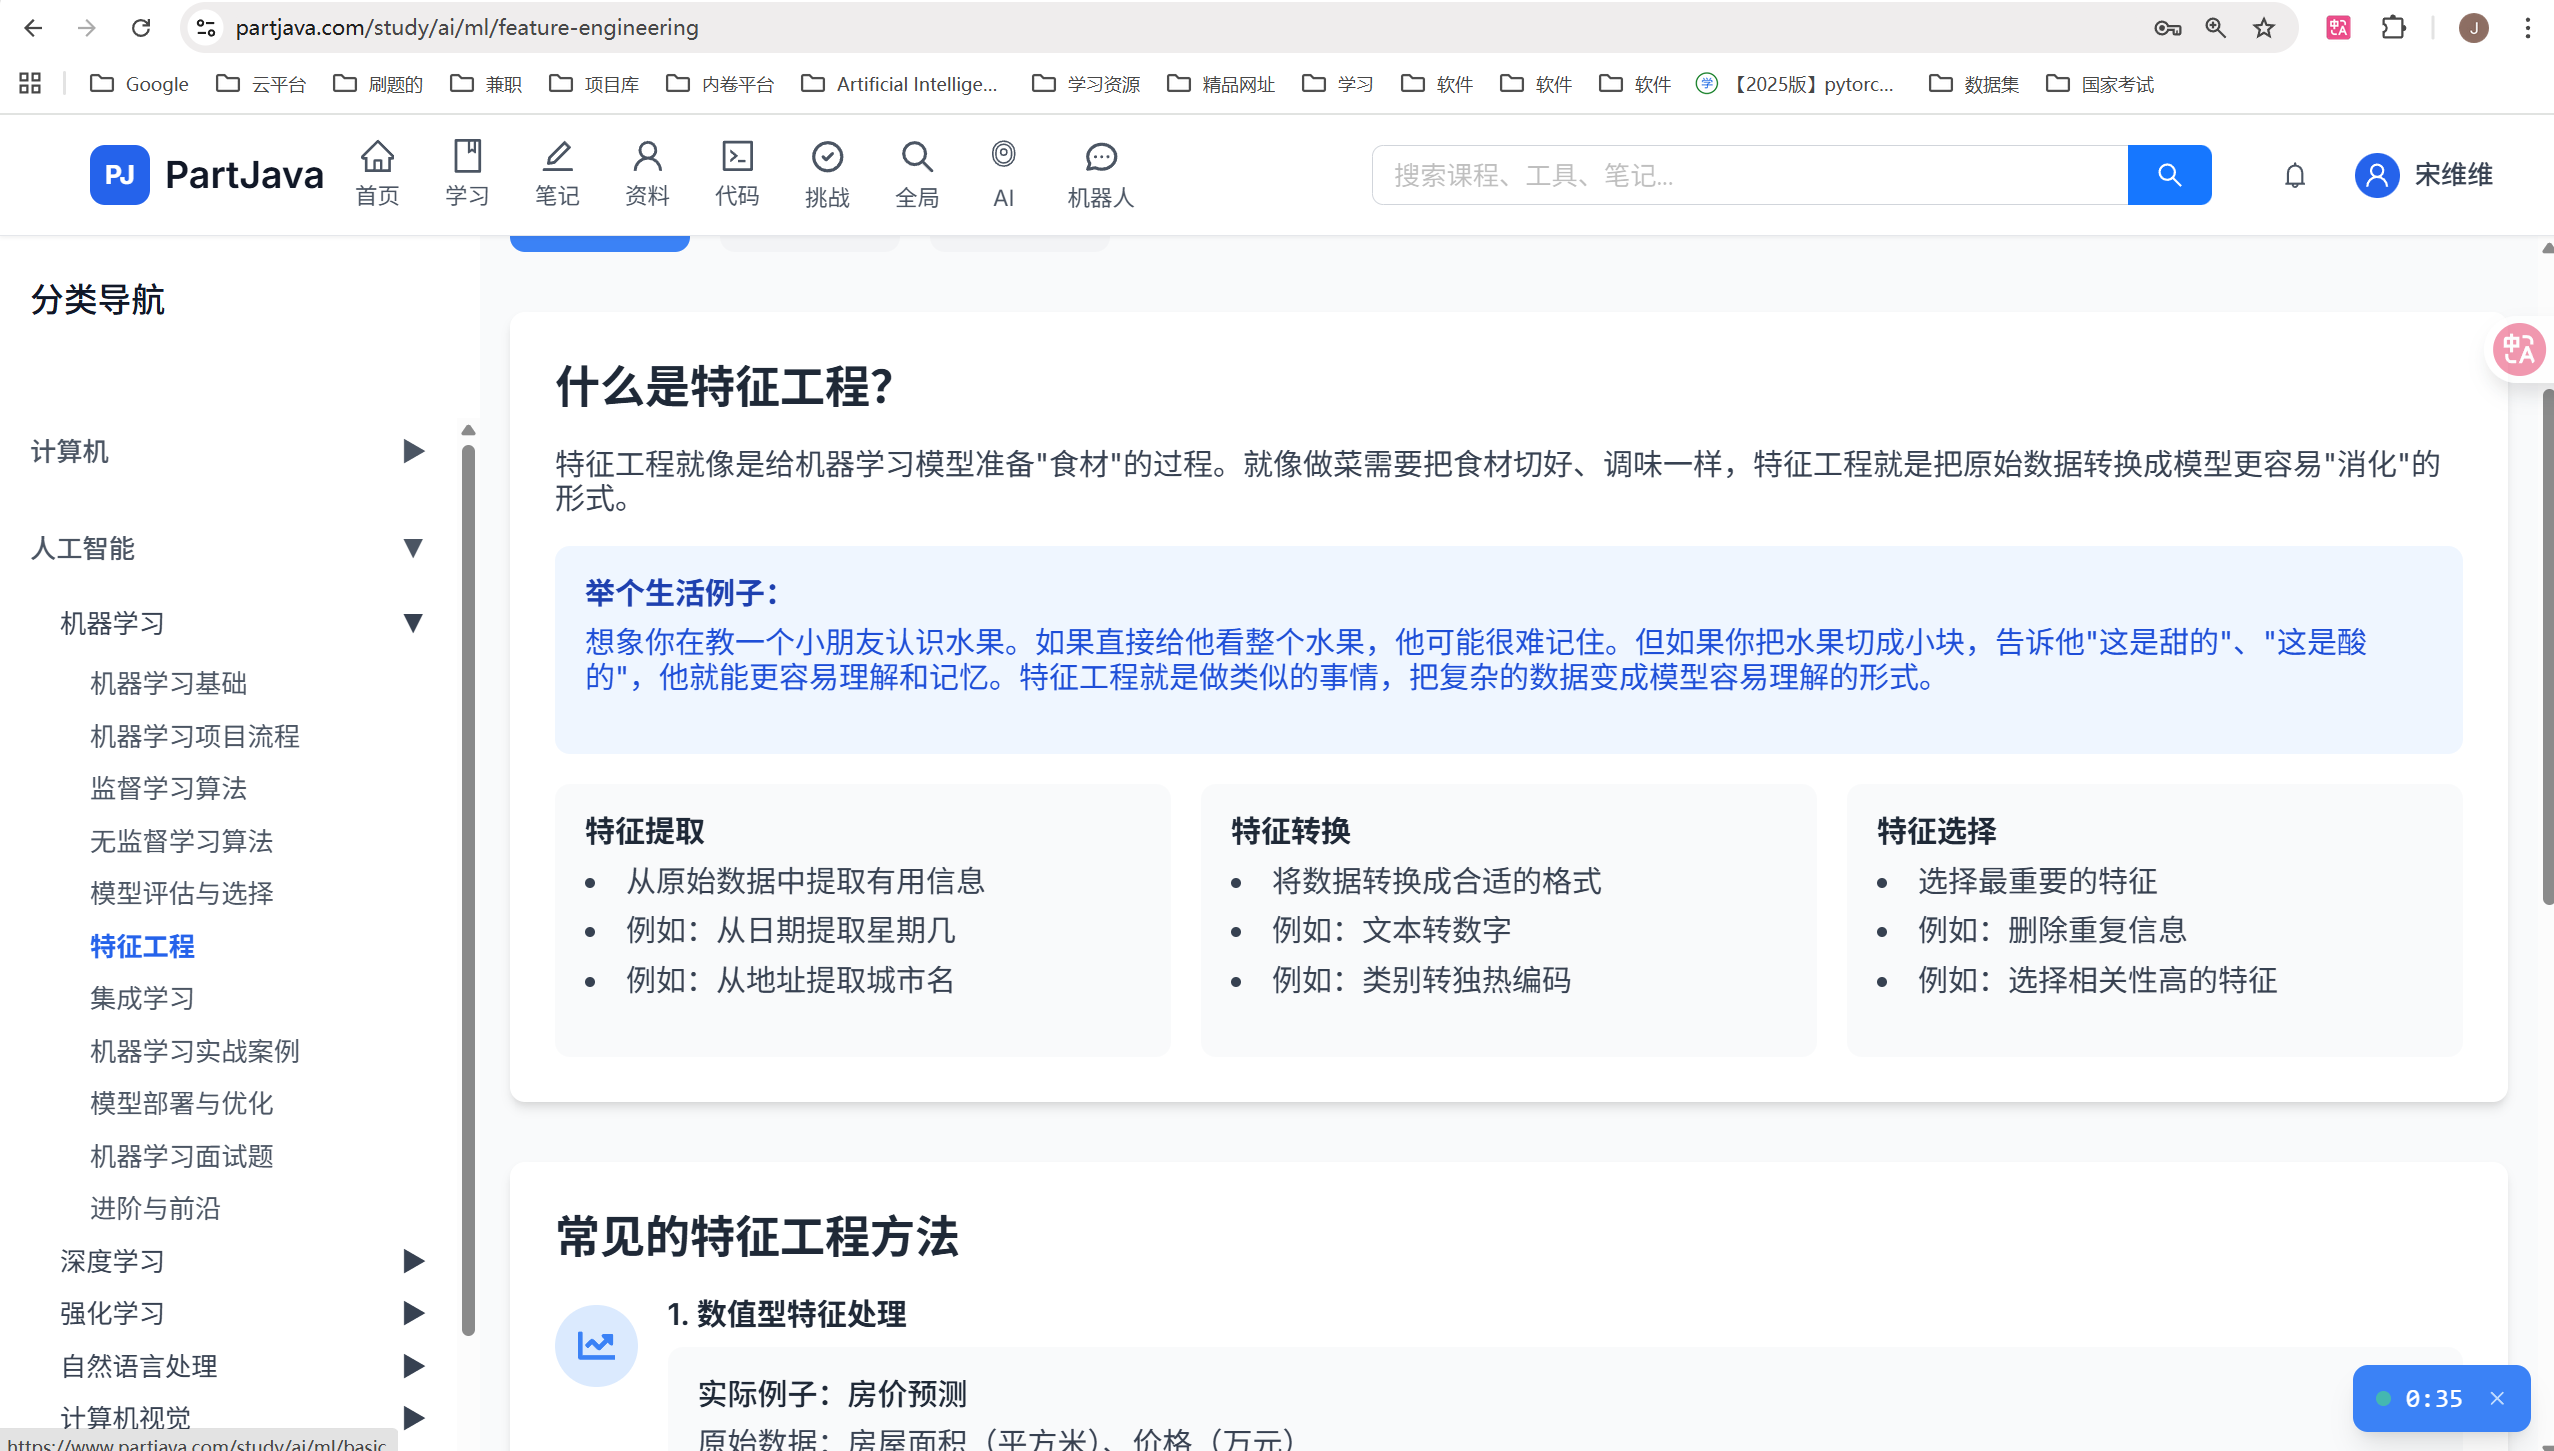 partjava.com/study/ai/ml/feature-engineering
中A
J
Google 云平台 刷题的 兼职 项目库 内卷平台 Artificial Intellige... 学习资源 精品网址 学习 软件 软件 软件 学 【2025版】pytorc... 数据集 国家考试
PJ PartJava
首页 学习 笔记 资料 代码 挑战 全局 AI 机器人
搜索课程、工具、笔记...
宋维维
分类导航
计算机
人工智能
机器学习
机器学习基础
机器学习项目流程
监督学习算法
无监督学习算法
模型评估与选择
特征工程
集成学习
机器学习实战案例
模型部署与优化
机器学习面试题
进阶与前沿
深度学习
强化学习
自然语言处理
计算机视觉
https://www.partjava.com/study/ai/ml/basic
什么是特征工程？
特征工程就像是给机器学习模型准备"食材"的过程。就像做菜需要把食材切好、调味一样，特征工程就是把原始数据转换成模型更容易"消化"的
形式。
举个生活例子：
想象你在教一个小朋友认识水果。如果直接给他看整个水果，他可能很难记住。但如果你把水果切成小块，告诉他"这是甜的"、"这是酸
的"，他就能更容易理解和记忆。特征工程就是做类似的事情，把复杂的数据变成模型容易理解的形式。
特征提取
• 从原始数据中提取有用信息
• 例如：从日期提取星期几
• 例如：从地址提取城市名
特征转换
• 将数据转换成合适的格式
• 例如：文本转数字
• 例如：类别转独热编码
特征选择
• 选择最重要的特征
• 例如：删除重复信息
• 例如：选择相关性高的特征
常见的特征工程方法
1. 数值型特征处理
实际例子：房价预测
原始数据：房屋面积（平方米）、价格（万元）
中A
0:35